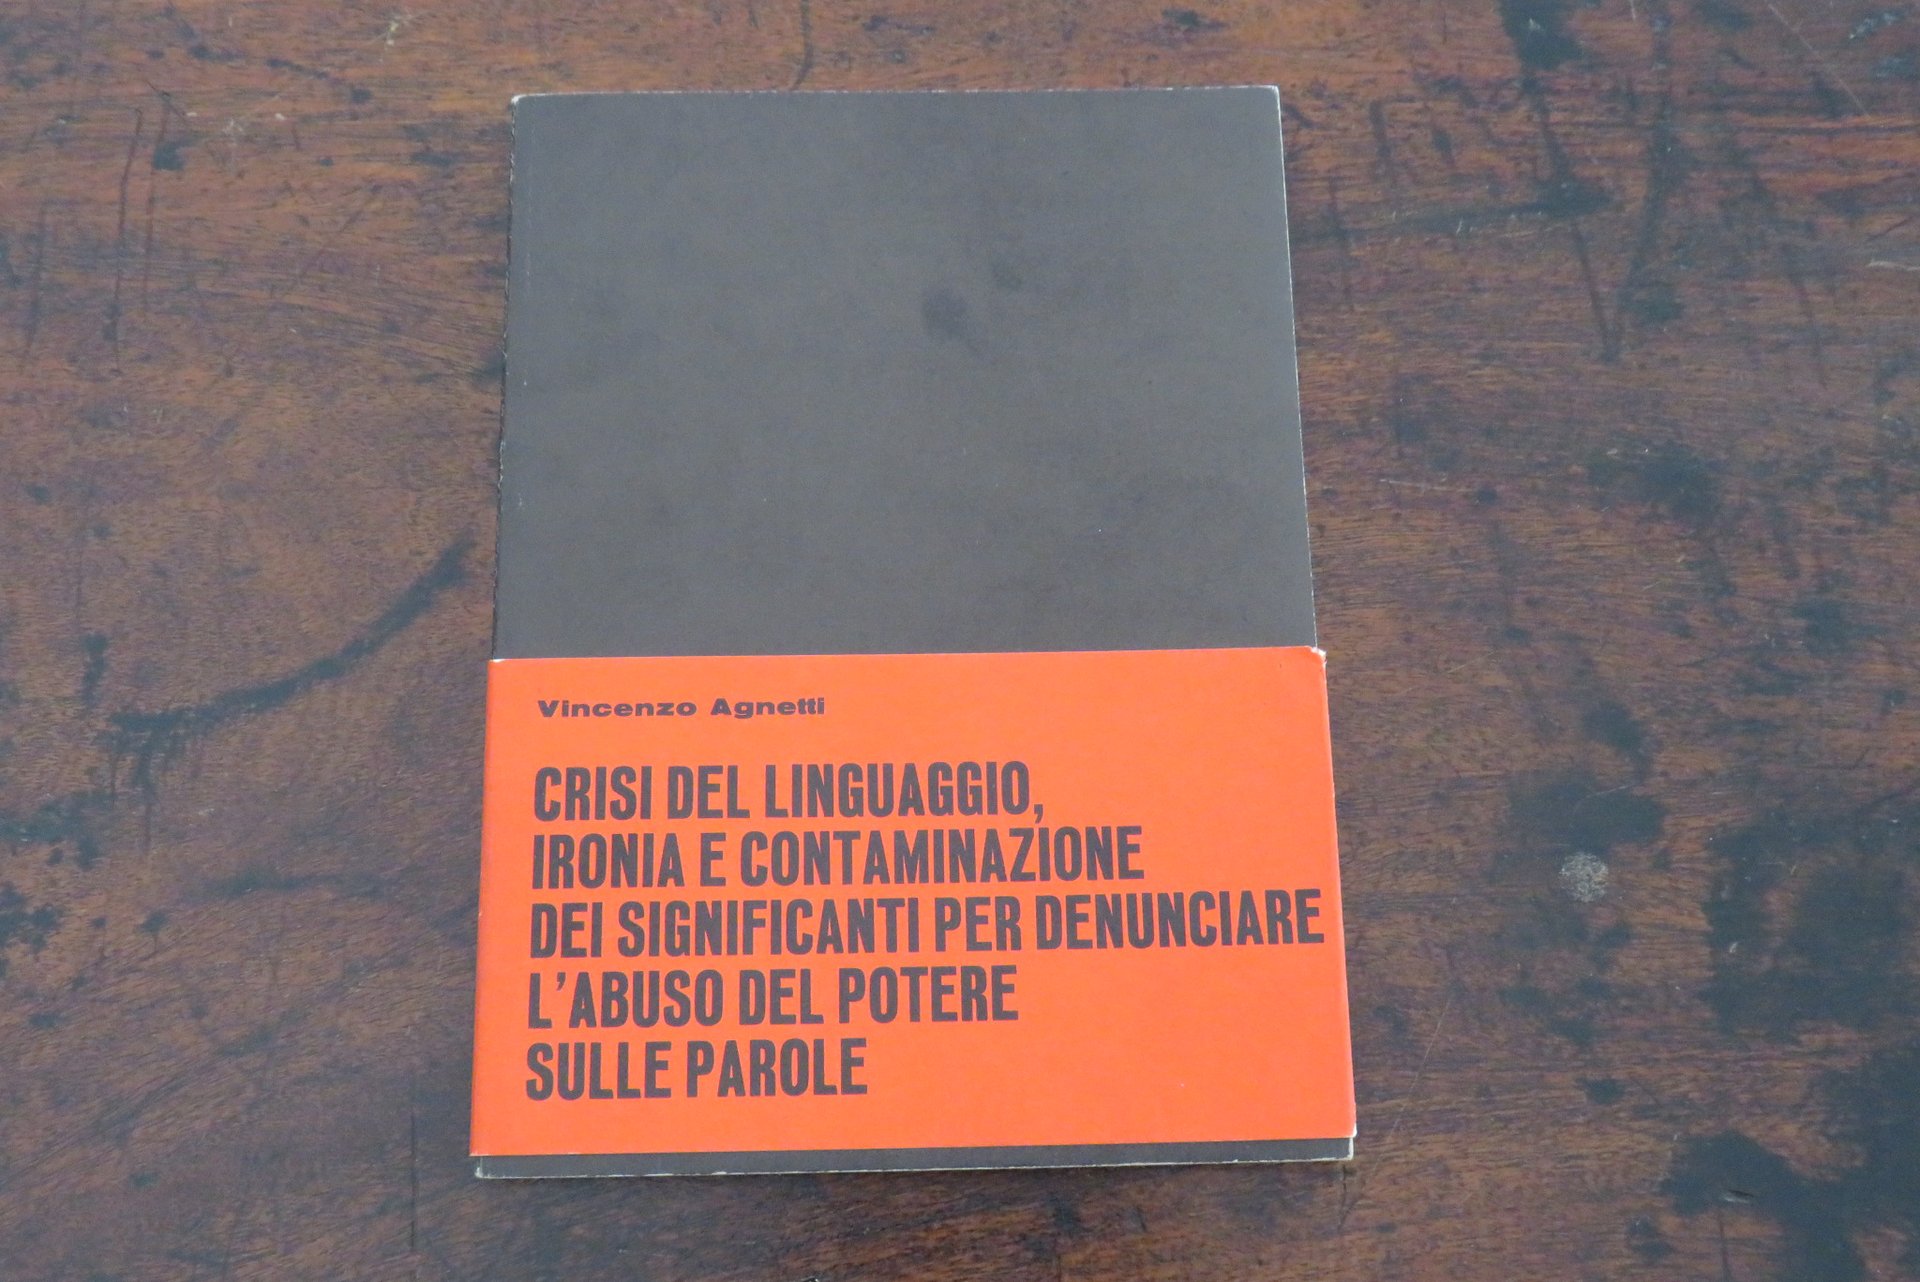 Vincenzo Agnetti
CRISI DEL LINGUAGGIO,
IRONIA E CONTAMINAZIONE
DEI SIGNIFICANTI PER DENUNCIARE
L'ABUSO DEL POTERE
SULLE PAROLE